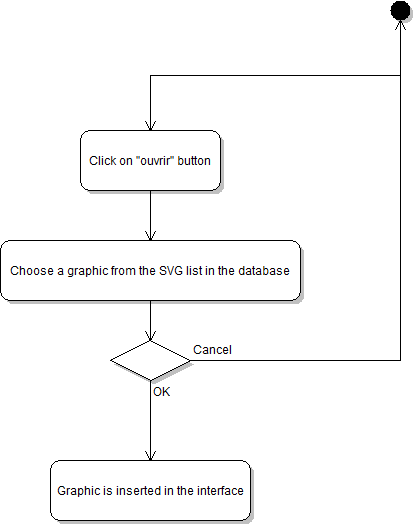 Click on "ouvrir" button
Choose a graphic from the SVG list in the database
Cancel
OK
Graphic is inserted in the interface